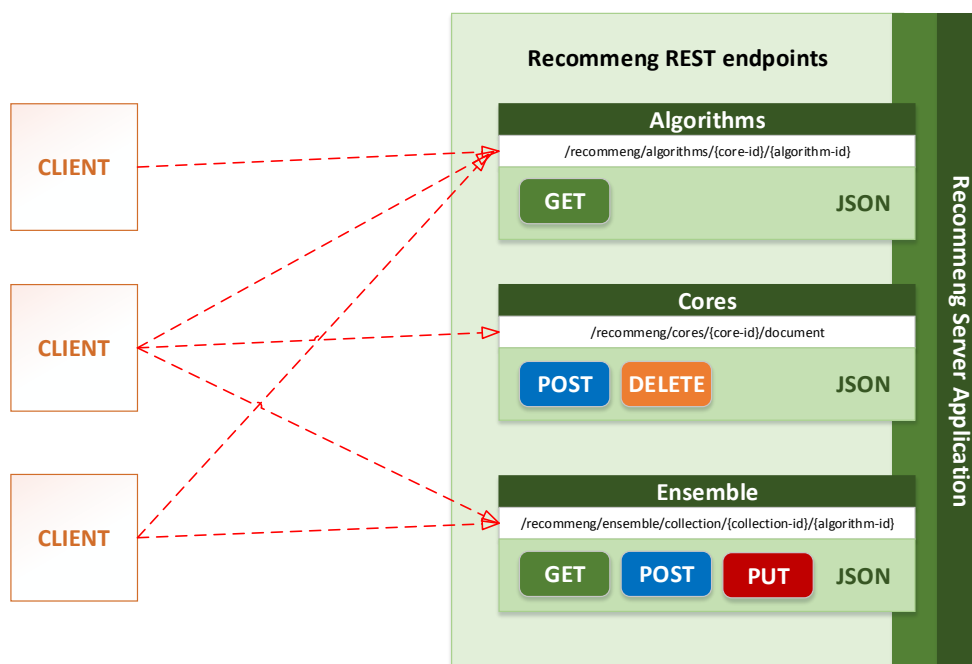 Recommeng REST endpoints
CLIENT
CLIENT
CLIENT
Algorithms
/recommeng/algorithms/{core-id}/{algorithm-id}
GET
JSON
Cores
/recommeng/cores/{core-id}/document
POST
DELETE
JSON
Ensemble
/recommeng/ensemble/collection/{collection-id}/{algorithm-id}
GET
POST
PUT
JSON
Recommeng Server Application